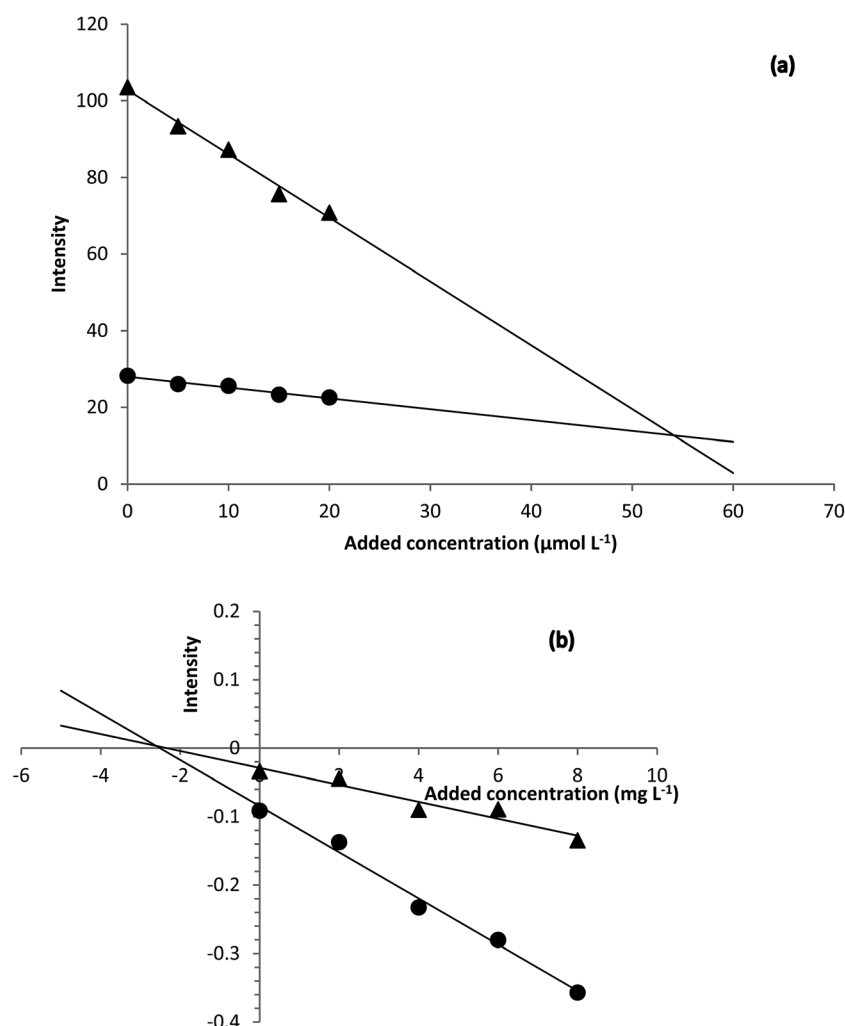 120
(a)
100
80
60
40
20
0
Intensity
0 10 20 30 40 50 60 70
Added concentration (µmol L-1)
0.2
Intensity
(b)
0.1
0
-6 -4 -2 0 2 4 6 8 10
Added concentration (mg L-1)
-0.1
-0.2
-0.3
-0.4